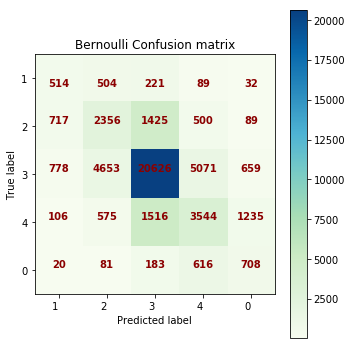 Bernoulli Confusion matrix
20000
17500
15000
12500
10000
7500
5000
2500
True label
1 514 504 221 89 32
2 717 2356 1425 500 89
3 778 4653 20626 5071 659
4 106 575 1516 3544 1235
0 20 81 183 616 708
1 2 3 4 0
Predicted label